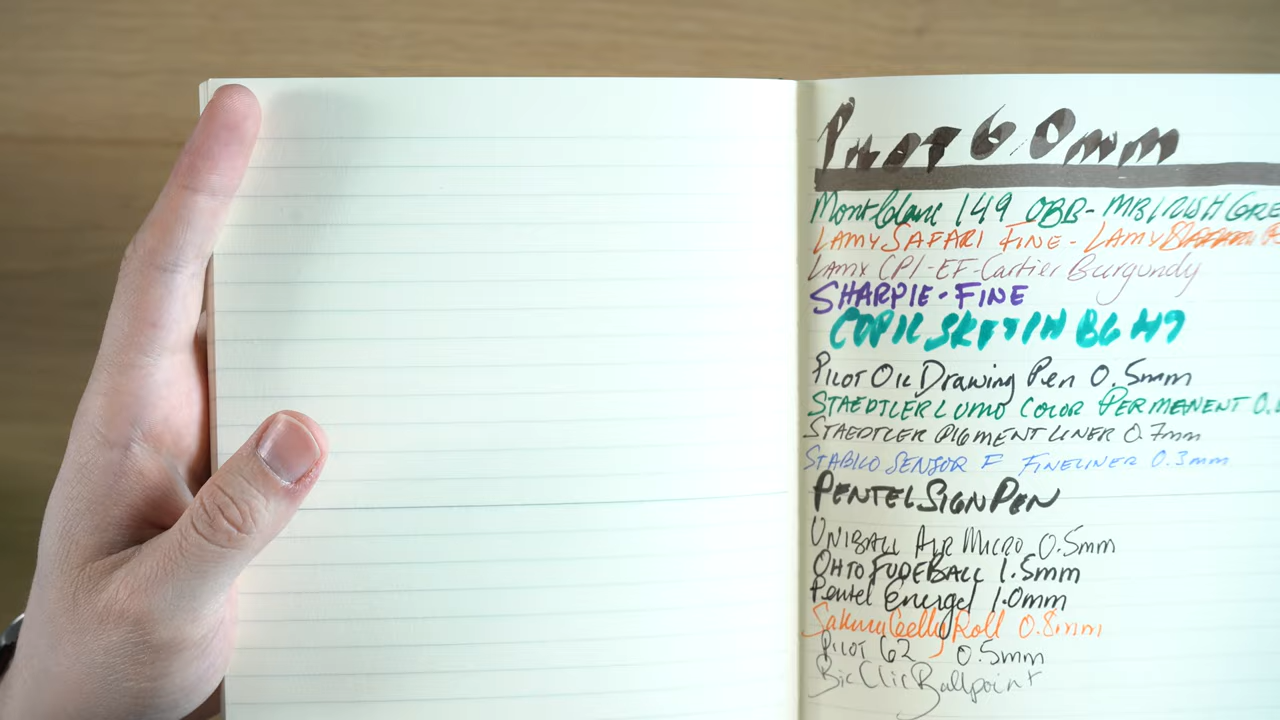 Pilot 6.0mm
Montblanc 149 OBB - MB IRISH GRE
LAMY SAFARI FINE - LAMY
Lamy CP1 - EF - Cartier Burgundy
SHARPIE - FINE
COPIC SKETCH BG49
PILOT OIL Drawing Pen 0.5mm
STAEDTLER LUMO COLOR PERMANENT 0.
STAEDTLER PIGMENT LINER 0.7mm
STABILO SENSOR F FINELINER 0.3mm
PENTEL SIGN PEN
UNIBALL AIR MICRO 0.5mm
OHTO FUDEBALL 1.5mm
Pentel Energel 1.0mm
Sakura Gelly Roll 0.8mm
PILOT G2 0.5mm
Bic Clic Ballpoint